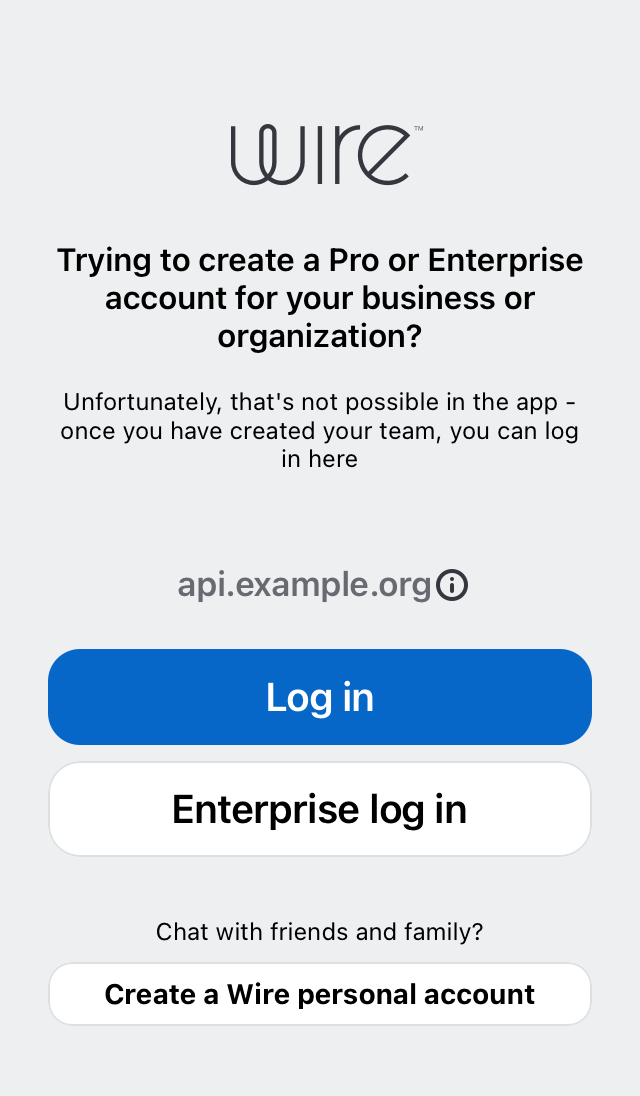 wire™
Trying to create a Pro or Enterprise
account for your business or
organization?
Unfortunately, that's not possible in the app -
once you have created your team, you can log
in here
api.example.org
Log in
Enterprise log in
Chat with friends and family?
Create a Wire personal account